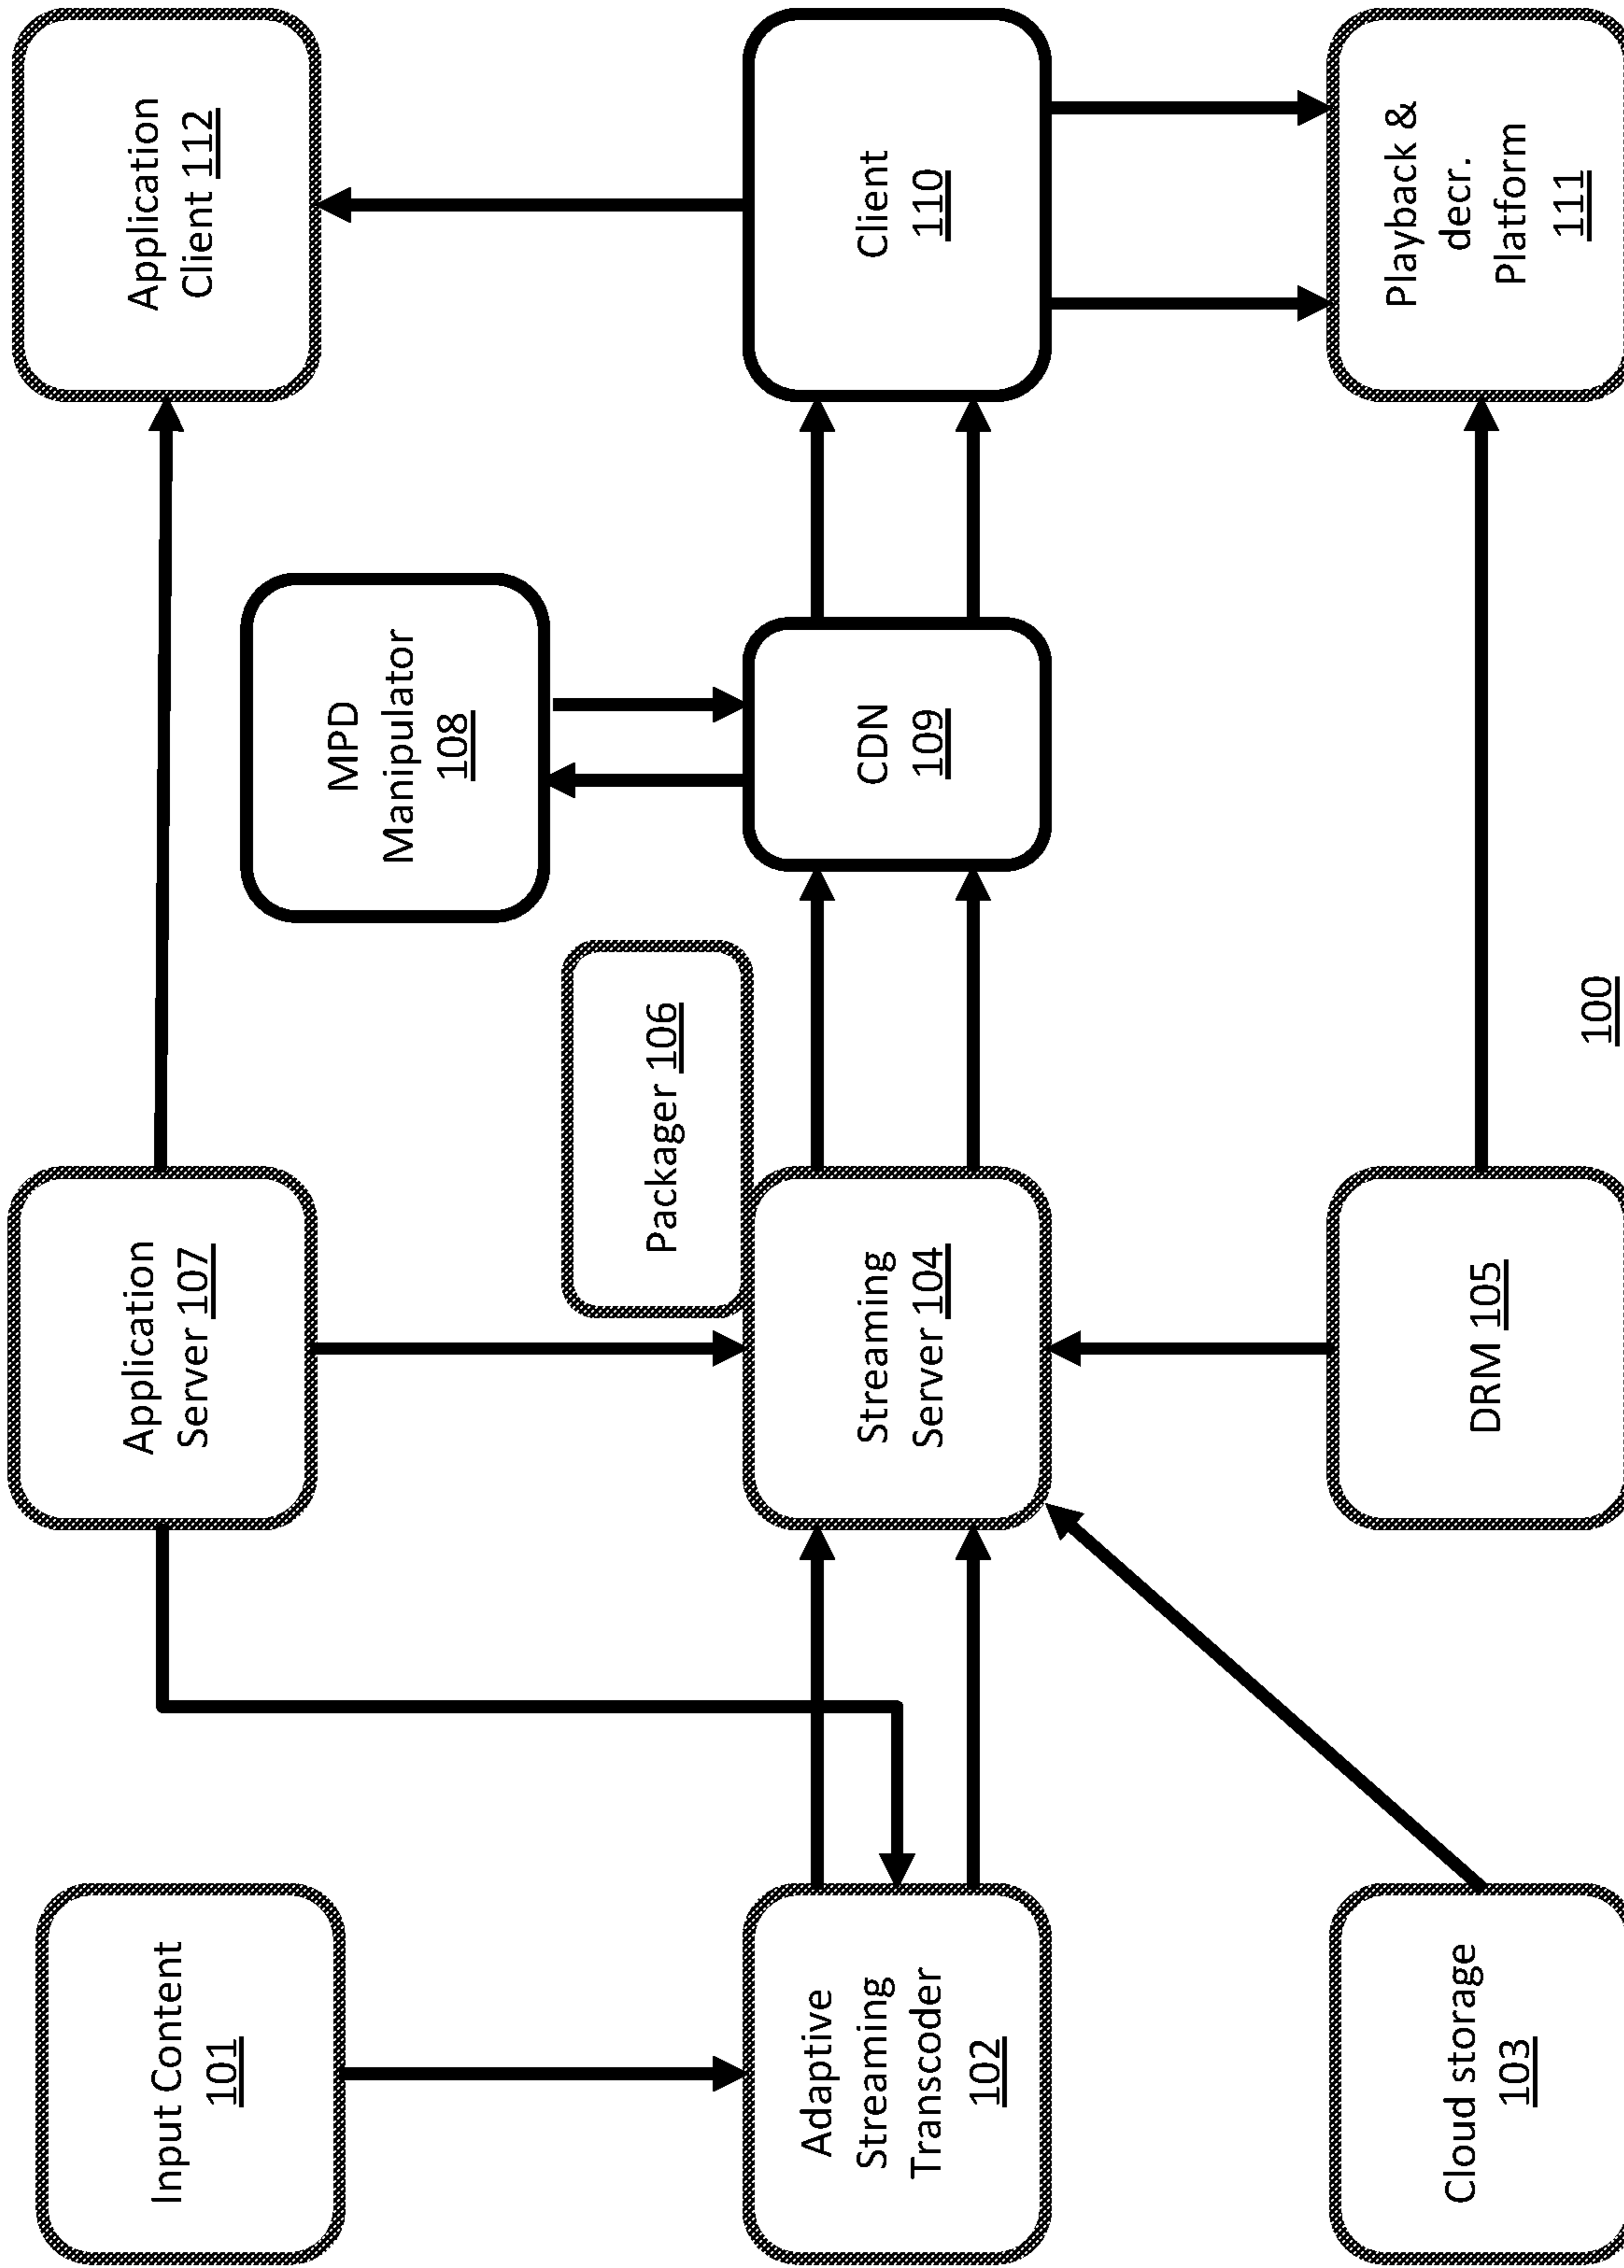 Input Content
101
Application
Server 107
Application
Client 112
MPD
Manipulator
108
Packager 106
Adaptive
Streaming
Transcoder
102
Streaming
Server 104
CDN
109
Client
110
Cloud storage
103
DRM 105
Playback &
decr.
Platform
111
100